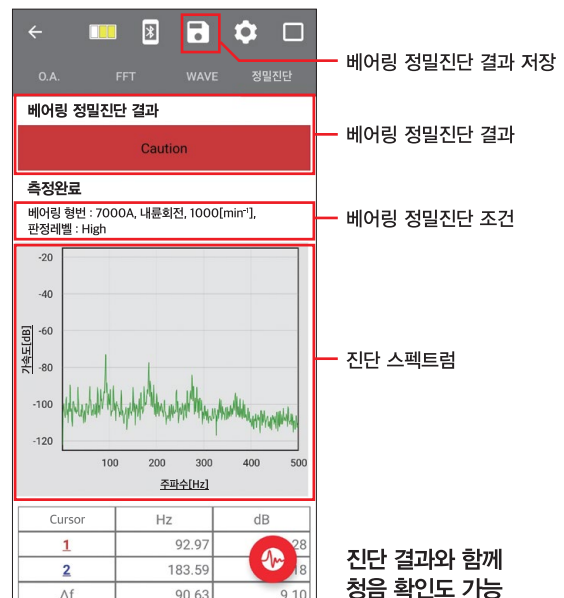 베어링 정밀진단 결과 저장
O.A. FFT WAVE 정밀진단
베어링 정밀진단 결과
Caution
베어링 정밀진단 결과
측정완료
베어링 형번 : 7000A, 내륜회전, 1000[min⁻¹],
판정레벨 : High
베어링 정밀진단 조건
-20
-40
-60
-80
-100
-120
가속도[dB]
100 200 300 400 500
주파수[Hz]
진단 스펙트럼
Cursor Hz dB
1 92.97 28
2 183.59 18
Δf 90.63 9.10
진단 결과와 함께
청음 확인도 가능